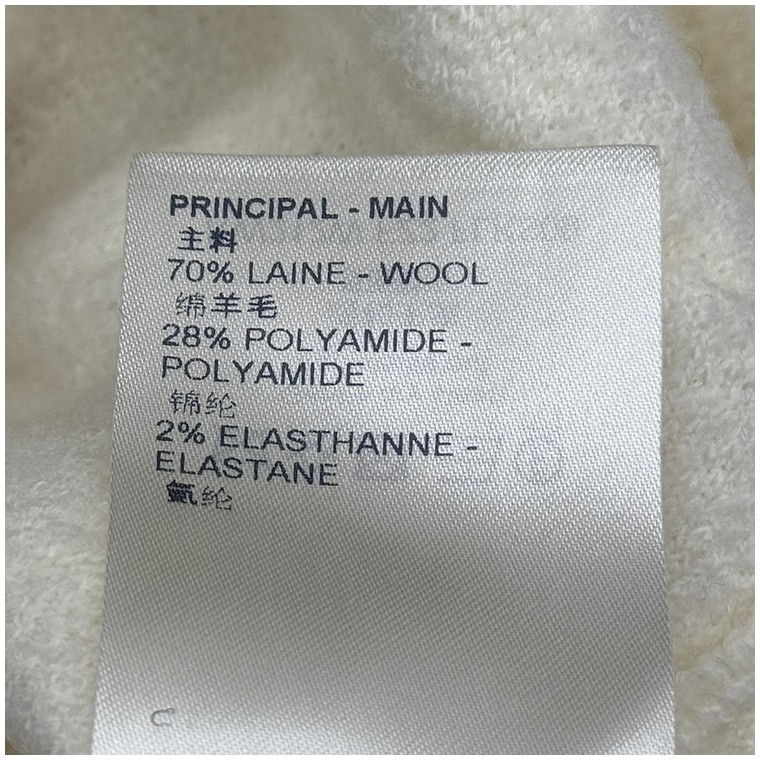 PRINCIPAL - MAIN
主料
70% LAINE - WOOL
绵羊毛
28% POLYAMIDE -
POLYAMIDE
锦纶
2% ELASTHANNE -
ELASTANE
氨纶